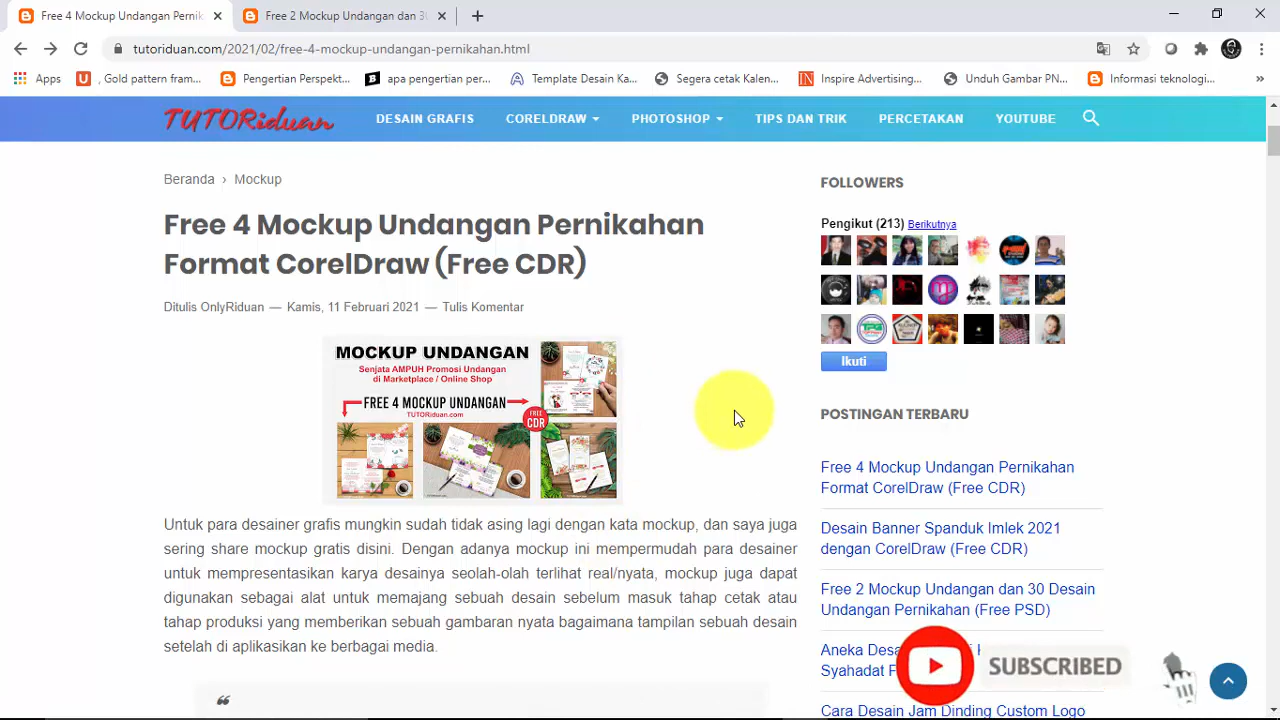 Free 4 Mockup Undangan Pernik
Free 2 Mockup Undangan dan 30
tutoriduan.com/2021/02/free-4-mockup-undangan-pernikahan.html
Apps
, Gold pattern fram...
Pengertian Perspekt...
apa pengertian per...
Template Desain Ka...
Segera cetak Kalen...
Inspire Advertising...
Unduh Gambar PN...
Informasi teknologi...
TUTORiduan
DESAIN GRAFIS
CORELDRAW
PHOTOSHOP
TIPS DAN TRIK
PERCETAKAN
YOUTUBE
Beranda › Mockup
Free 4 Mockup Undangan Pernikahan
Format CorelDraw (Free CDR)
Ditulis OnlyRiduan — Kamis, 11 Februari 2021 — Tulis Komentar
MOCKUP UNDANGAN
Senjata AMPUH Promosi Undangan
di Marketplace / Online Shop
FREE 4 MOCKUP UNDANGAN
TUTORiduan.com
FREE
CDR
Untuk para desainer grafis mungkin sudah tidak asing lagi dengan kata mockup, dan saya juga
sering share mockup gratis disini. Dengan adanya mockup ini mempermudah para desainer
untuk mempresentasikan karya desainya seolah-olah terlihat real/nyata, mockup juga dapat
digunakan sebagai alat untuk memajang sebuah desain sebelum masuk tahap cetak atau
tahap produksi yang memberikan sebuah gambaran nyata bagaimana tampilan sebuah desain
setelah di aplikasikan ke berbagai media.
FOLLOWERS
Pengikut (213) Berikutnya
Ikuti
POSTINGAN TERBARU
Free 4 Mockup Undangan Pernikahan
Format CorelDraw (Free CDR)
Desain Banner Spanduk Imlek 2021
dengan CorelDraw (Free CDR)
Free 2 Mockup Undangan dan 30 Desain
Undangan Pernikahan (Free PSD)
Aneka Desa
Syahadat F
SUBSCRIBED
Cara Desain Jam Dinding Custom Logo